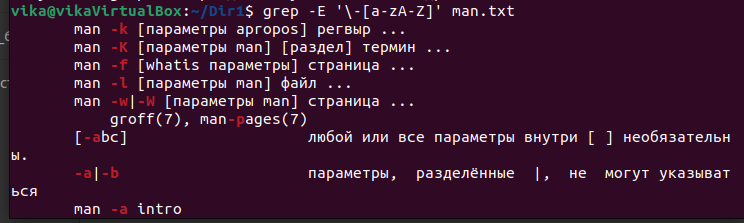 vika@vikaVirtualBox:~/Dir1$ grep -E '\-[a-zA-Z]' man.txt
man -k [параметры apropos] регвыр ...
man -K [параметры man] [раздел] термин ...
man -f [whatis параметры] страница ...
man -l [параметры man] файл ...
man -w|-W [параметры man] страница ...
groff(7), man-pages(7)
[-abc] любой или все параметры внутри [ ] необязательн
ы.
-a|-b параметры, разделённые |, не могут указыват
ься
man -a intro